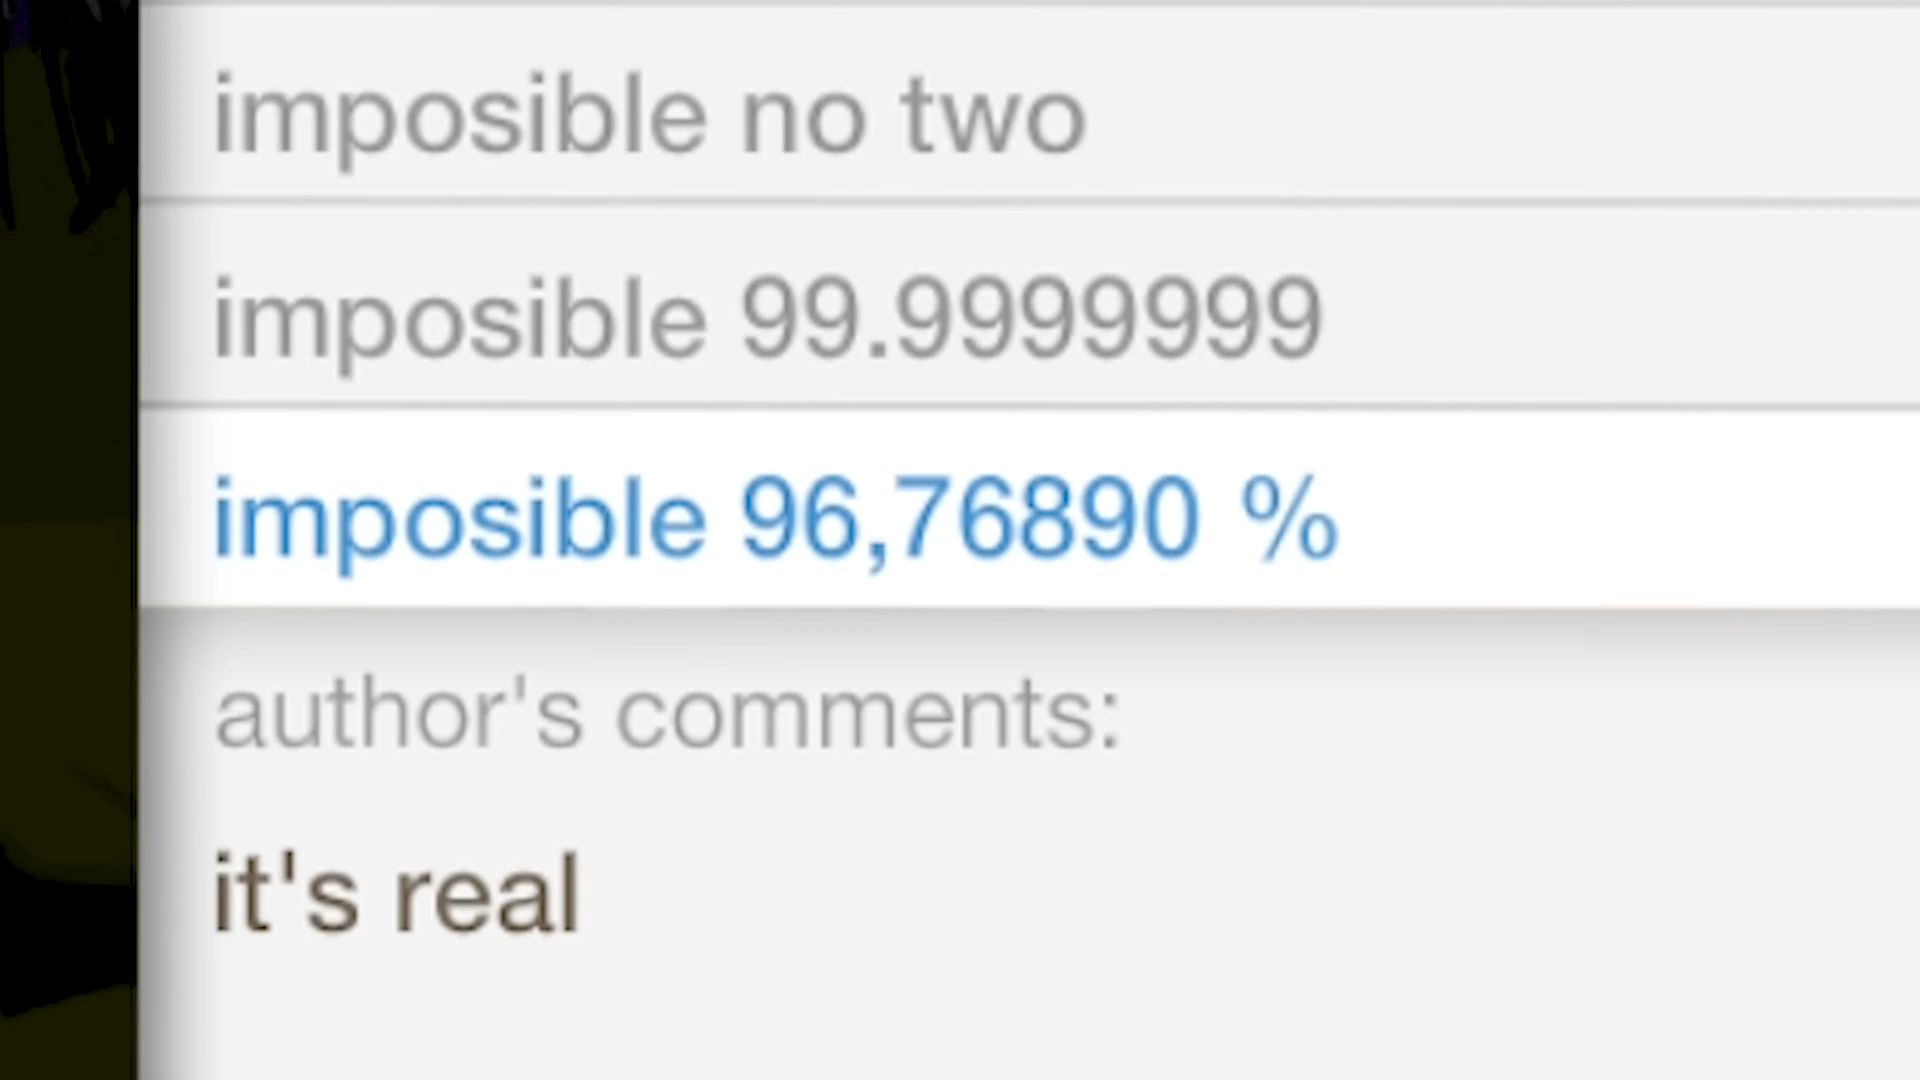 imposible no two
imposible 99.9999999
imposible 96,76890 %
author's comments:
it's real